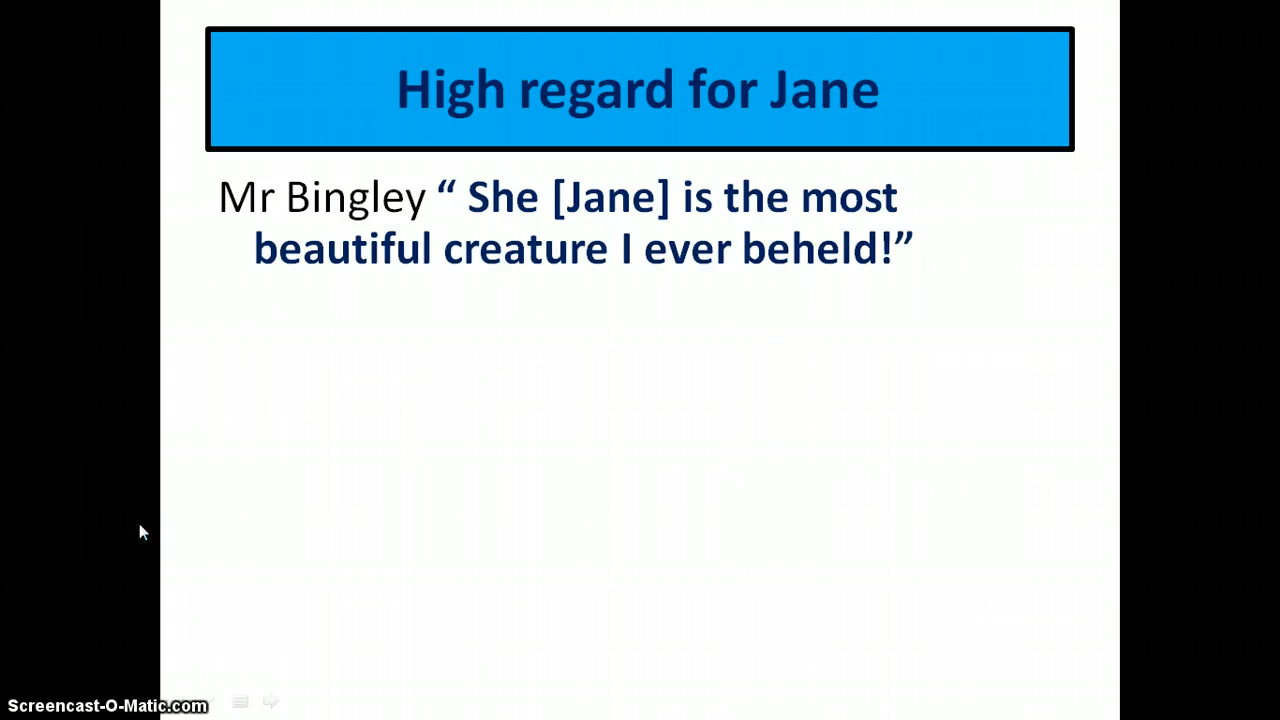 High regard for Jane
Mr Bingley “ She [Jane] is the most
beautiful creature I ever beheld!”
Screencast-O-Matic.com